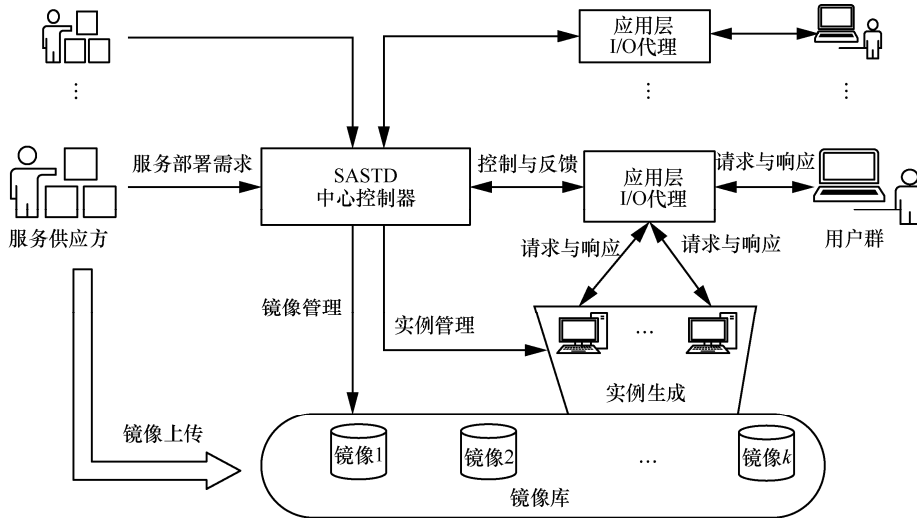 应用层
I/O代理
⋮
⋮
⋮
服务部署需求
SASTD
中心控制器
控制与反馈
应用层
I/O代理
请求与响应
服务供应方
用户群
请求与响应
请求与响应
镜像管理
实例管理
...
实例生成
镜像上传
镜像1
镜像2
...
镜像k
镜像库